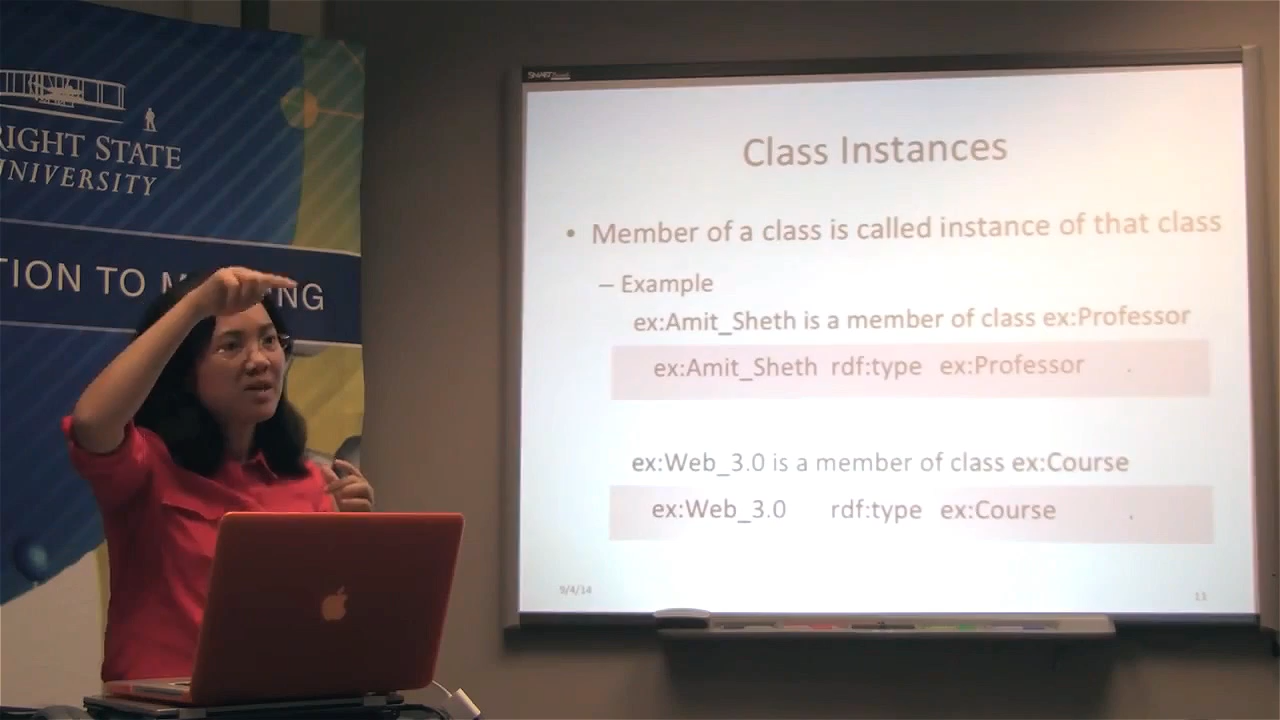 RIGHT STATE
UNIVERSITY
TION TO
NG
SMART
Class Instances
• Member of a class is called instance of that class
– Example
ex:Amit_Sheth is a member of class ex:Professor
ex:Amit_Sheth rdf:type ex:Professor .
ex:Web_3.0 is a member of class ex:Course
ex:Web_3.0 rdf:type ex:Course .
9/4/14
13